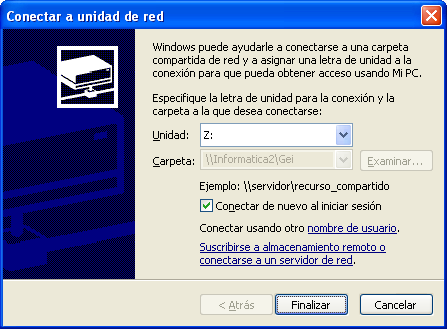 Conectar a unidad de red
Windows puede ayudarle a conectarse a una carpeta
compartida de red y a asignar una letra de unidad a la
conexión para que pueda obtener acceso usando Mi PC.
Especifique la letra de unidad para la conexión y la
carpeta a la que desea conectarse:
Unidad: Z:
Carpeta: \\Informatica2\Gei Examinar...
Ejemplo: \\servidor\recurso_compartido
Conectar de nuevo al iniciar sesión
Conectar usando otro nombre de usuario.
Suscribirse a almacenamiento remoto o
conectarse a un servidor de red.
< Atrás Finalizar Cancelar